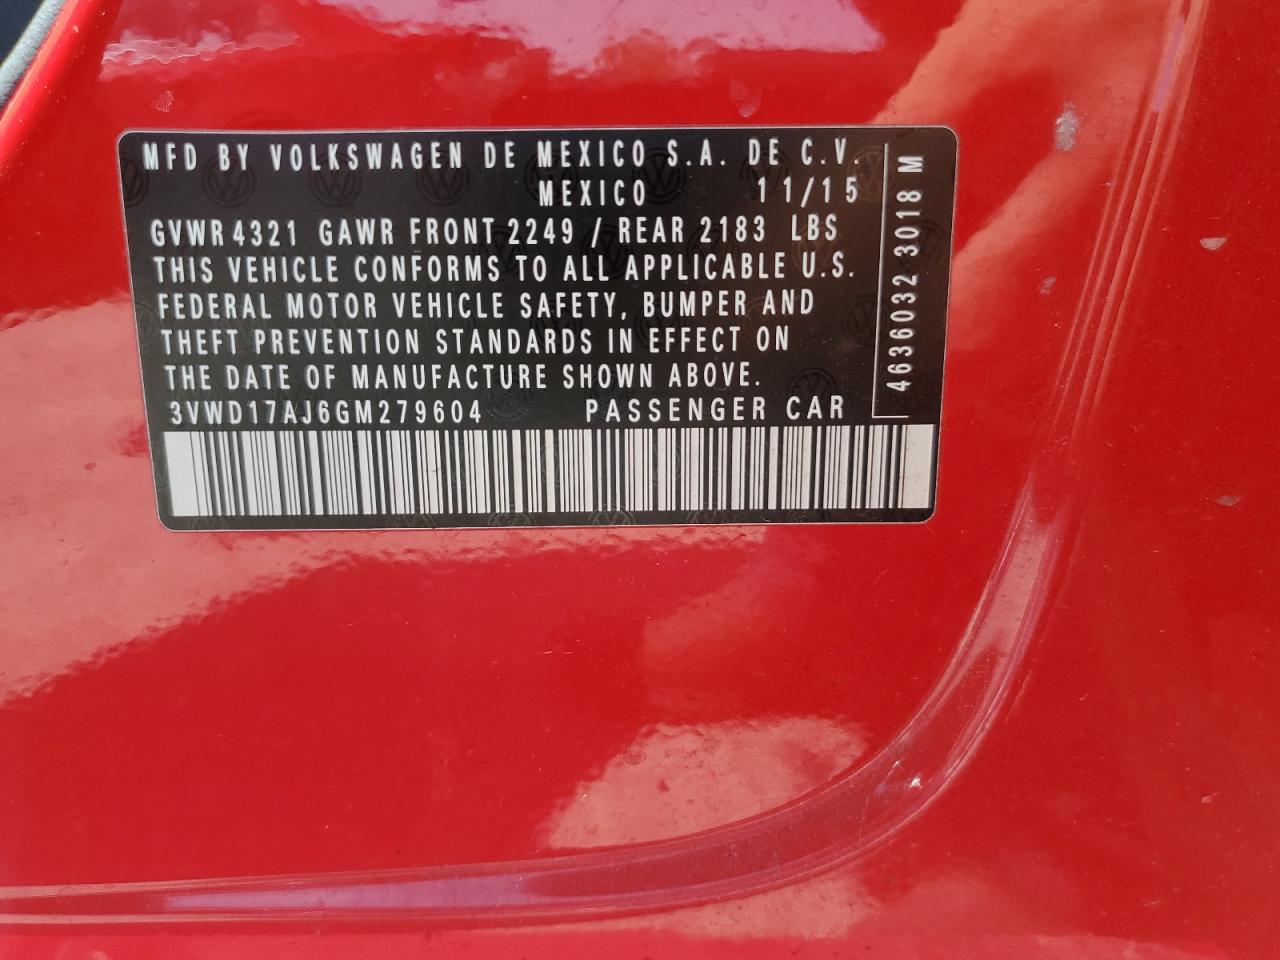 MFD BY VOLKSWAGEN DE MEXICO S.A. DE C.V.
MEXICO 11/15
GVWR 4321 GAWR FRONT 2249 / REAR 2183 LBS
THIS VEHICLE CONFORMS TO ALL APPLICABLE U.S.
FEDERAL MOTOR VEHICLE SAFETY, BUMPER AND
THEFT PREVENTION STANDARDS IN EFFECT ON
THE DATE OF MANUFACTURE SHOWN ABOVE.
3VWD17AJ6GM279604 PASSENGER CAR
4636032 3018 M